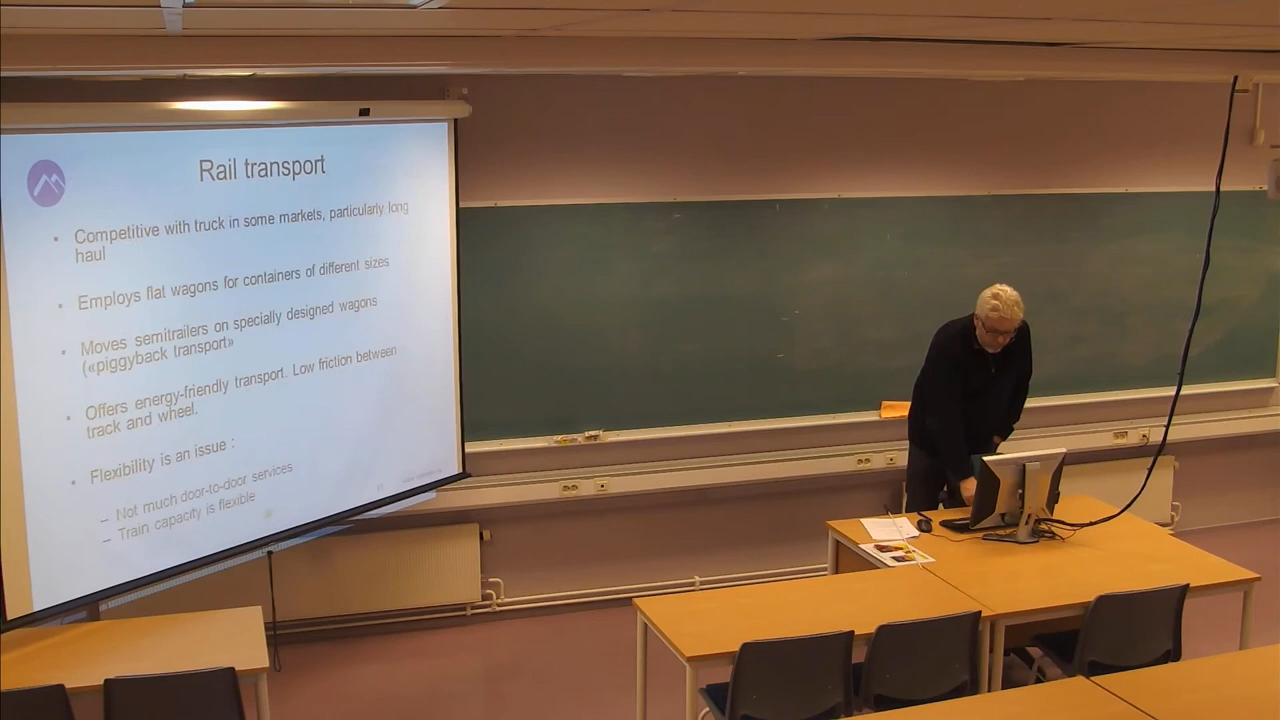 Rail transport
• Competitive with truck in some markets, particularly long
haul
• Employs flat wagons for containers of different sizes
• Moves semitrailers on specially designed wagons
(«piggyback transport»
• Offers energy-friendly transport. Low friction between
track and wheel.
• Flexibility is an issue :
– Not much door-to-door services
– Train capacity is flexible